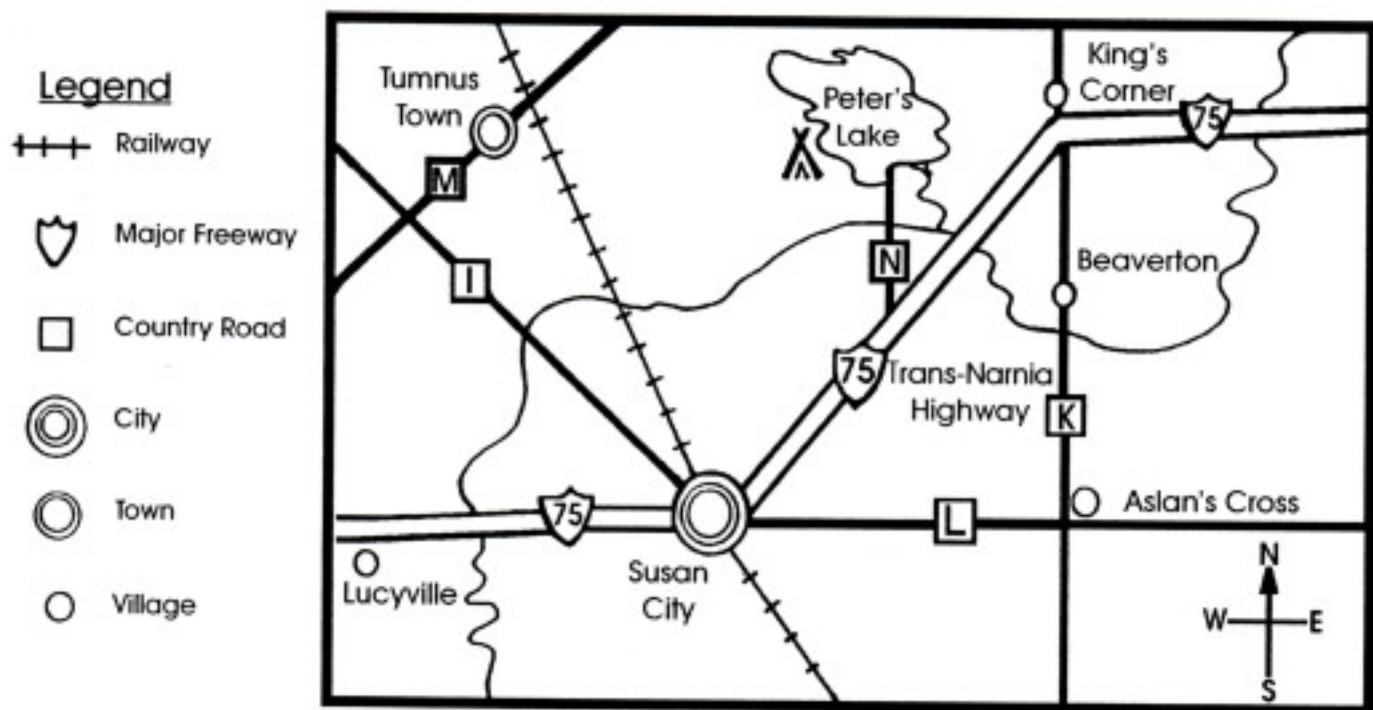 Legend
Railway
Major Freeway
Country Road
City
Town
Village
Tumnus
Town
M
I
Peter's
Lake
N
King's
Corner
75
Beaverton
75
Trans-Narnia
Highway
K
75
L
Aslan's Cross
Lucyville
Susan
City
N
W E
S